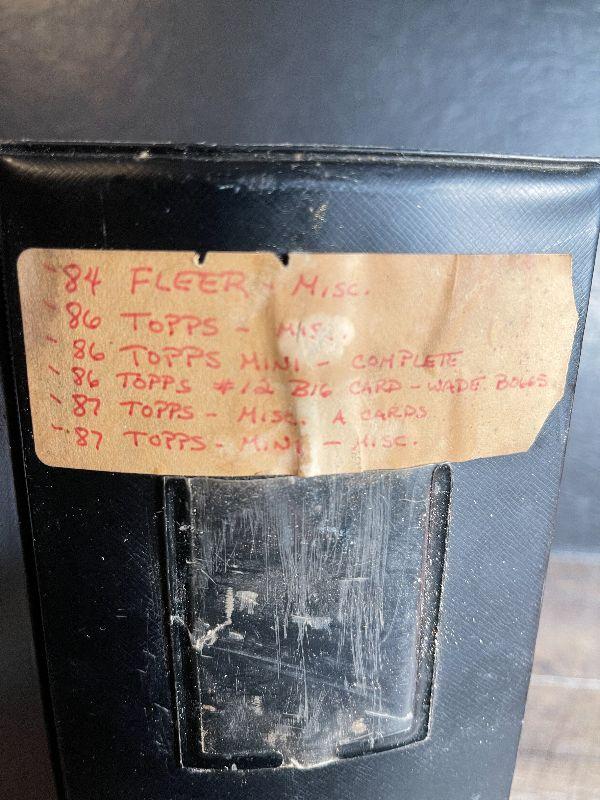 '84 FLEER - MISC.
'86 TOPPS - MISC.
'86 TOPPS MINI - COMPLETE
'86 TOPPS #12 BIG CARD - WADE BOGGS
'87 TOPPS - MISC. A CARDS
'87 TOPPS - MINI - MISC.